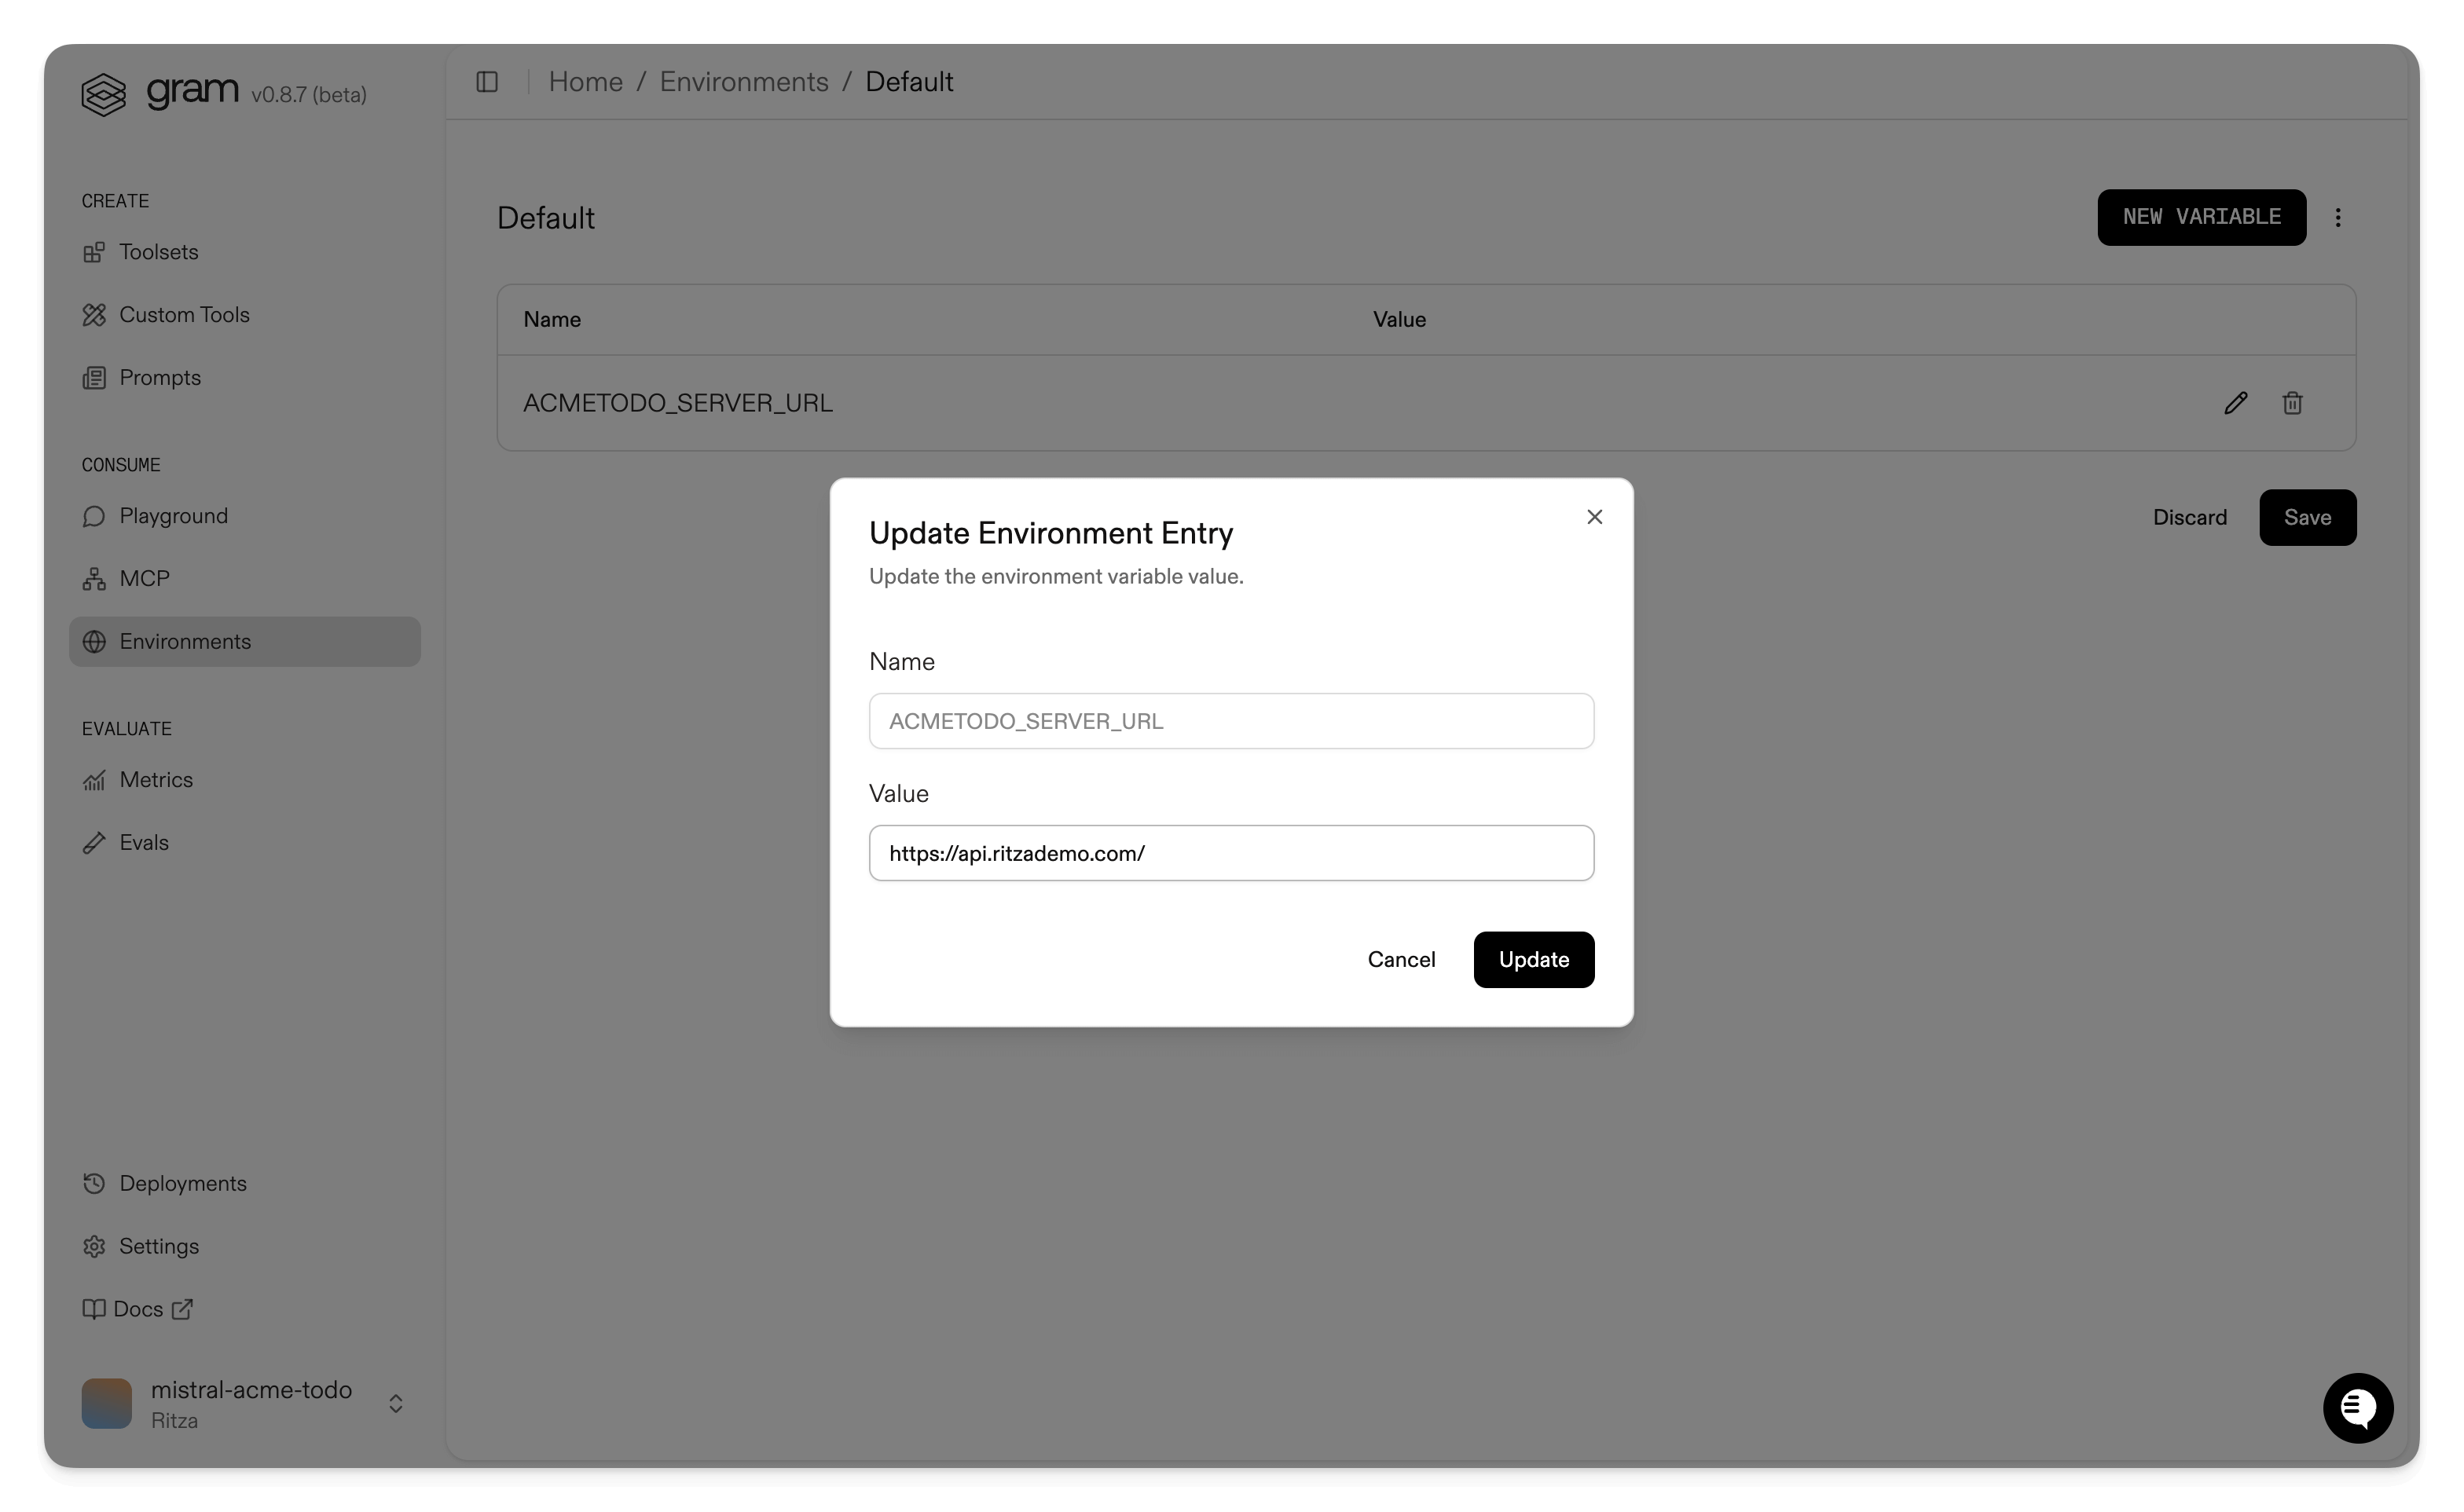 gram v0.8.7 (beta)
Home / Environments / Default
CREATE
Toolsets
Custom Tools
Prompts
CONSUME
Playground
MCP
Environments
EVALUATE
Metrics
Evals
Deployments
Settings
Docs
mistral-acme-todo
Ritza
Default
NEW VARIABLE
Name Value
ACMETODO_SERVER_URL
Discard Save
Update Environment Entry
Update the environment variable value.
Name
ACMETODO_SERVER_URL
Value
https://api.ritzademo.com/
Cancel Update